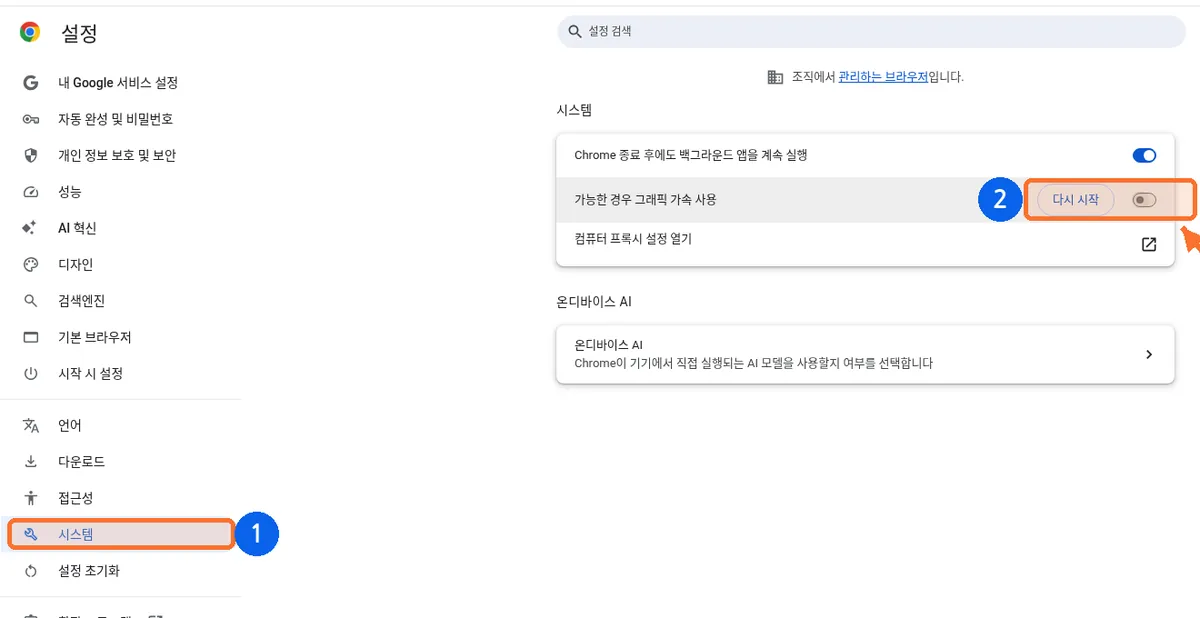 설정
설정 검색
내 Google 서비스 설정
자동 완성 및 비밀번호
개인 정보 보호 및 보안
성능
AI 혁신
디자인
검색엔진
기본 브라우저
시작 시 설정
언어
다운로드
접근성
시스템
1
설정 초기화
조직에서 관리하는 브라우저입니다.
시스템
Chrome 종료 후에도 백그라운드 앱을 계속 실행
가능한 경우 그래픽 가속 사용
2
다시 시작
컴퓨터 프록시 설정 열기
온디바이스 AI
온디바이스 AI
Chrome이 기기에서 직접 실행되는 AI 모델을 사용할지 여부를 선택합니다